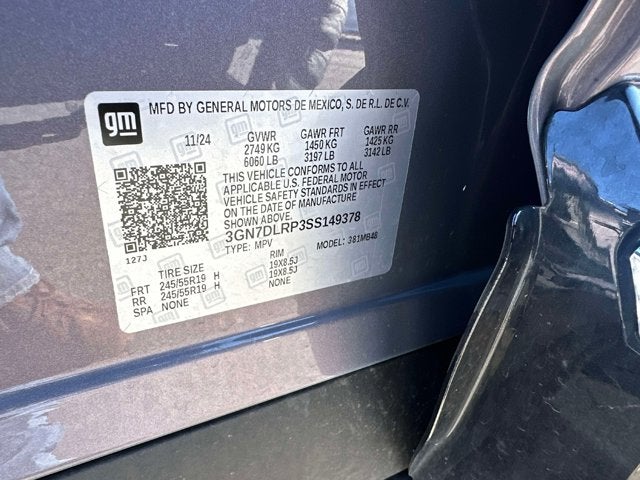 gm
MFD BY GENERAL MOTORS DE MEXICO, S. DE R.L. DE C.V.
11/24 GVWR GAWR FRT GAWR RR
2749 KG 1450 KG 1425 KG
6060 LB 3197 LB 3142 LB
THIS VEHICLE CONFORMS TO ALL
APPLICABLE U.S. FEDERAL MOTOR
VEHICLE SAFETY STANDARDS IN EFFECT
ON THE DATE OF MANUFACTURE
SHOWN ABOVE.
3GN7DLRP3SS149378
127J TYPE: MPV MODEL: 381MB48
TIRE SIZE RIM
FRT 245/55R19 H 19X8.5J
RR 245/55R19 H 19X8.5J
SPA NONE NONE